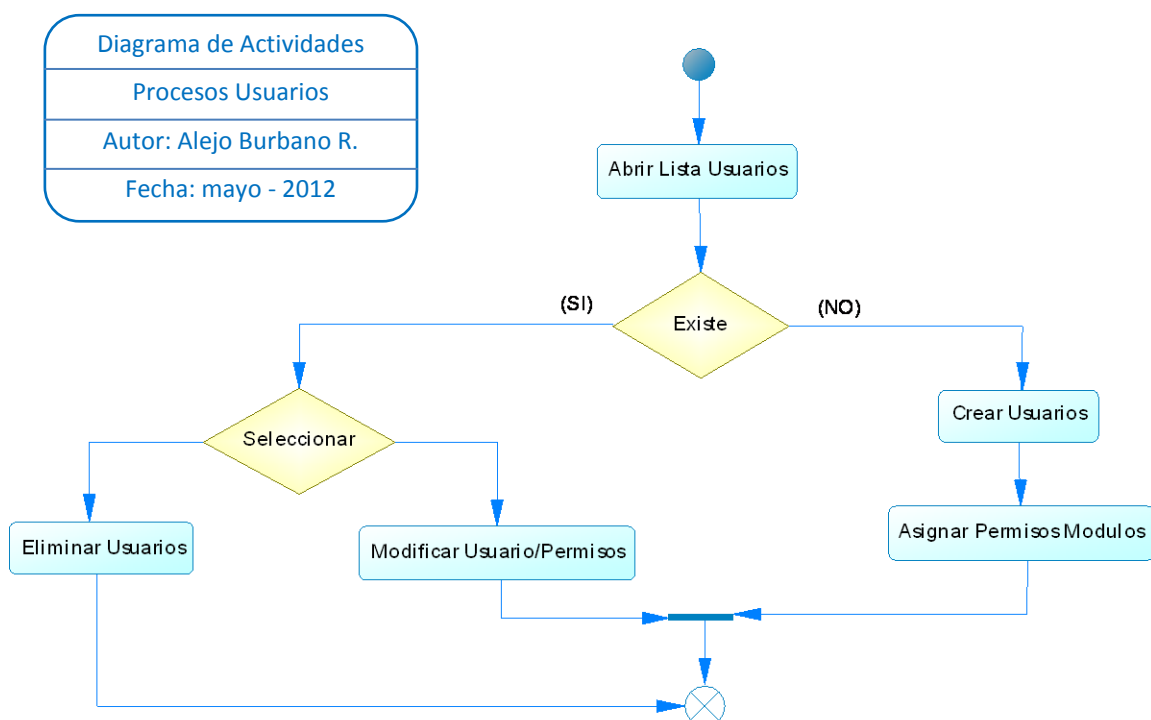 Diagrama de Actividades
Procesos Usuarios
Autor: Alejo Burbano R.
Fecha: mayo - 2012
Abrir Lista Usuarios
(SI)
Existe
(NO)
Seleccionar
Crear Usuarios
Eliminar Usuarios
Modificar Usuario/Permisos
Asignar Permisos Modulos